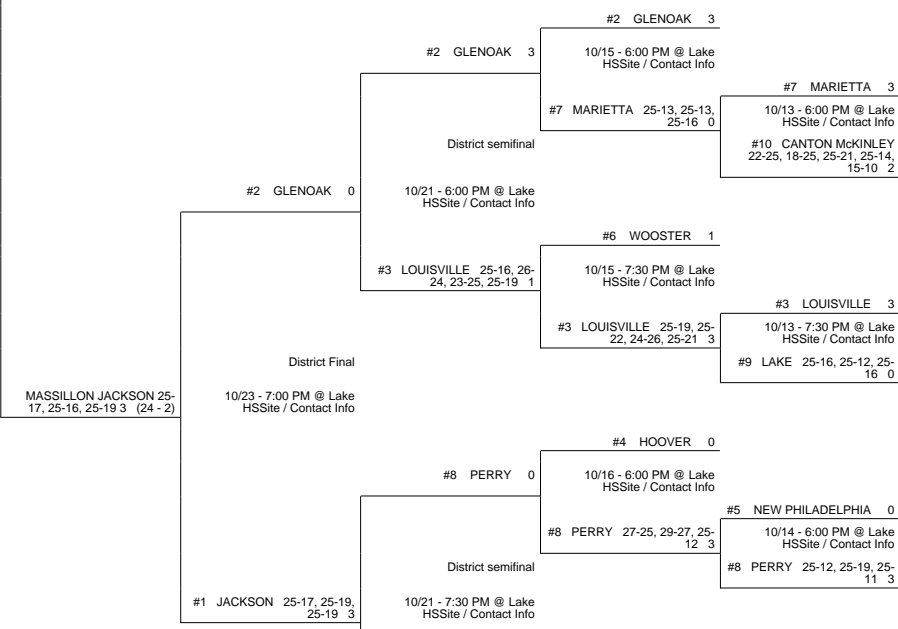 #2 GLENOAK 3
#2 GLENOAK 3
10/15 - 6:00 PM @ Lake
HSSite / Contact Info
#7 MARIETTA 3
#7 MARIETTA 25-13, 25-13,
25-16 0
10/13 - 6:00 PM @ Lake
HSSite / Contact Info
District semifinal
#10 CANTON McKINLEY
22-25, 18-25, 25-21, 25-14,
15-10 2
#2 GLENOAK 0
10/21 - 6:00 PM @ Lake
HSSite / Contact Info
#6 WOOSTER 1
#3 LOUISVILLE 25-16, 26-
24, 23-25, 25-19 1
10/15 - 7:30 PM @ Lake
HSSite / Contact Info
#3 LOUISVILLE 3
#3 LOUISVILLE 25-19, 25-
22, 24-26, 25-21 3
10/13 - 7:30 PM @ Lake
HSSite / Contact Info
District Final
#9 LAKE 25-16, 25-12, 25-
16 0
MASSILLON JACKSON 25-
17, 25-16, 25-19 3 (24 - 2)
10/23 - 7:00 PM @ Lake
HSSite / Contact Info
#4 HOOVER 0
#8 PERRY 0
10/16 - 6:00 PM @ Lake
HSSite / Contact Info
#5 NEW PHILADELPHIA 0
#8 PERRY 27-25, 29-27, 25-
12 3
10/14 - 6:00 PM @ Lake
HSSite / Contact Info
District semifinal
#8 PERRY 25-12, 25-19, 25-
11 3
#1 JACKSON 25-17, 25-19,
25-19 3
10/21 - 7:30 PM @ Lake
HSSite / Contact Info